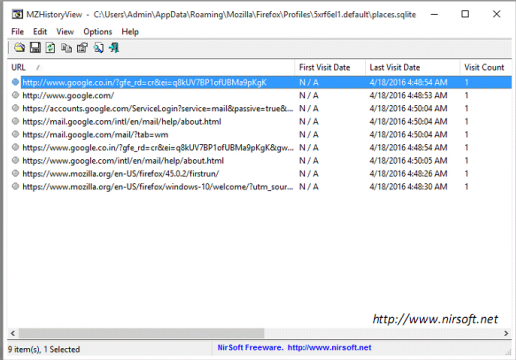 MZHistoryView - C:\Users\Admin\AppData\Roaming\Mozilla\Firefox\Profiles\5xrf6el1.default\places.sqlite
File Edit View Options Help
URL / First Visit Date Last Visit Date Visit Count
http://www.google.co.in/?gfe_rd=cr&ei=q8kUV7BP1ofUBMa9pKgK N / A 4/18/2016 4:48:54 AM 1
http://www.google.com/ N / A 4/18/2016 4:48:53 AM 1
https://accounts.google.com/ServiceLogin?service=mail&passive=true&... N / A 4/18/2016 4:50:04 AM 1
https://mail.google.com/intl/en/mail/help/about.html N / A 4/18/2016 4:50:04 AM 1
https://mail.google.com/mail/?tab=wm N / A 4/18/2016 4:50:04 AM 1
https://www.google.co.in/?gfe_rd=cr&ei=q8kUV7BP1ofUBMa9pKgK&gw... N / A 4/18/2016 4:48:54 AM 1
https://www.google.com/intl/en/mail/help/about.html N / A 4/18/2016 4:50:05 AM 1
https://www.mozilla.org/en-US/firefox/45.0.2/firstrun/ N / A 4/18/2016 4:48:26 AM 1
https://www.mozilla.org/en-US/firefox/windows-10/welcome/?utm_sour... N / A 4/18/2016 4:48:30 AM 1
http://www.nirsoft.net
9 item(s), 1 Selected NirSoft Freeware. http://www.nirsoft.net